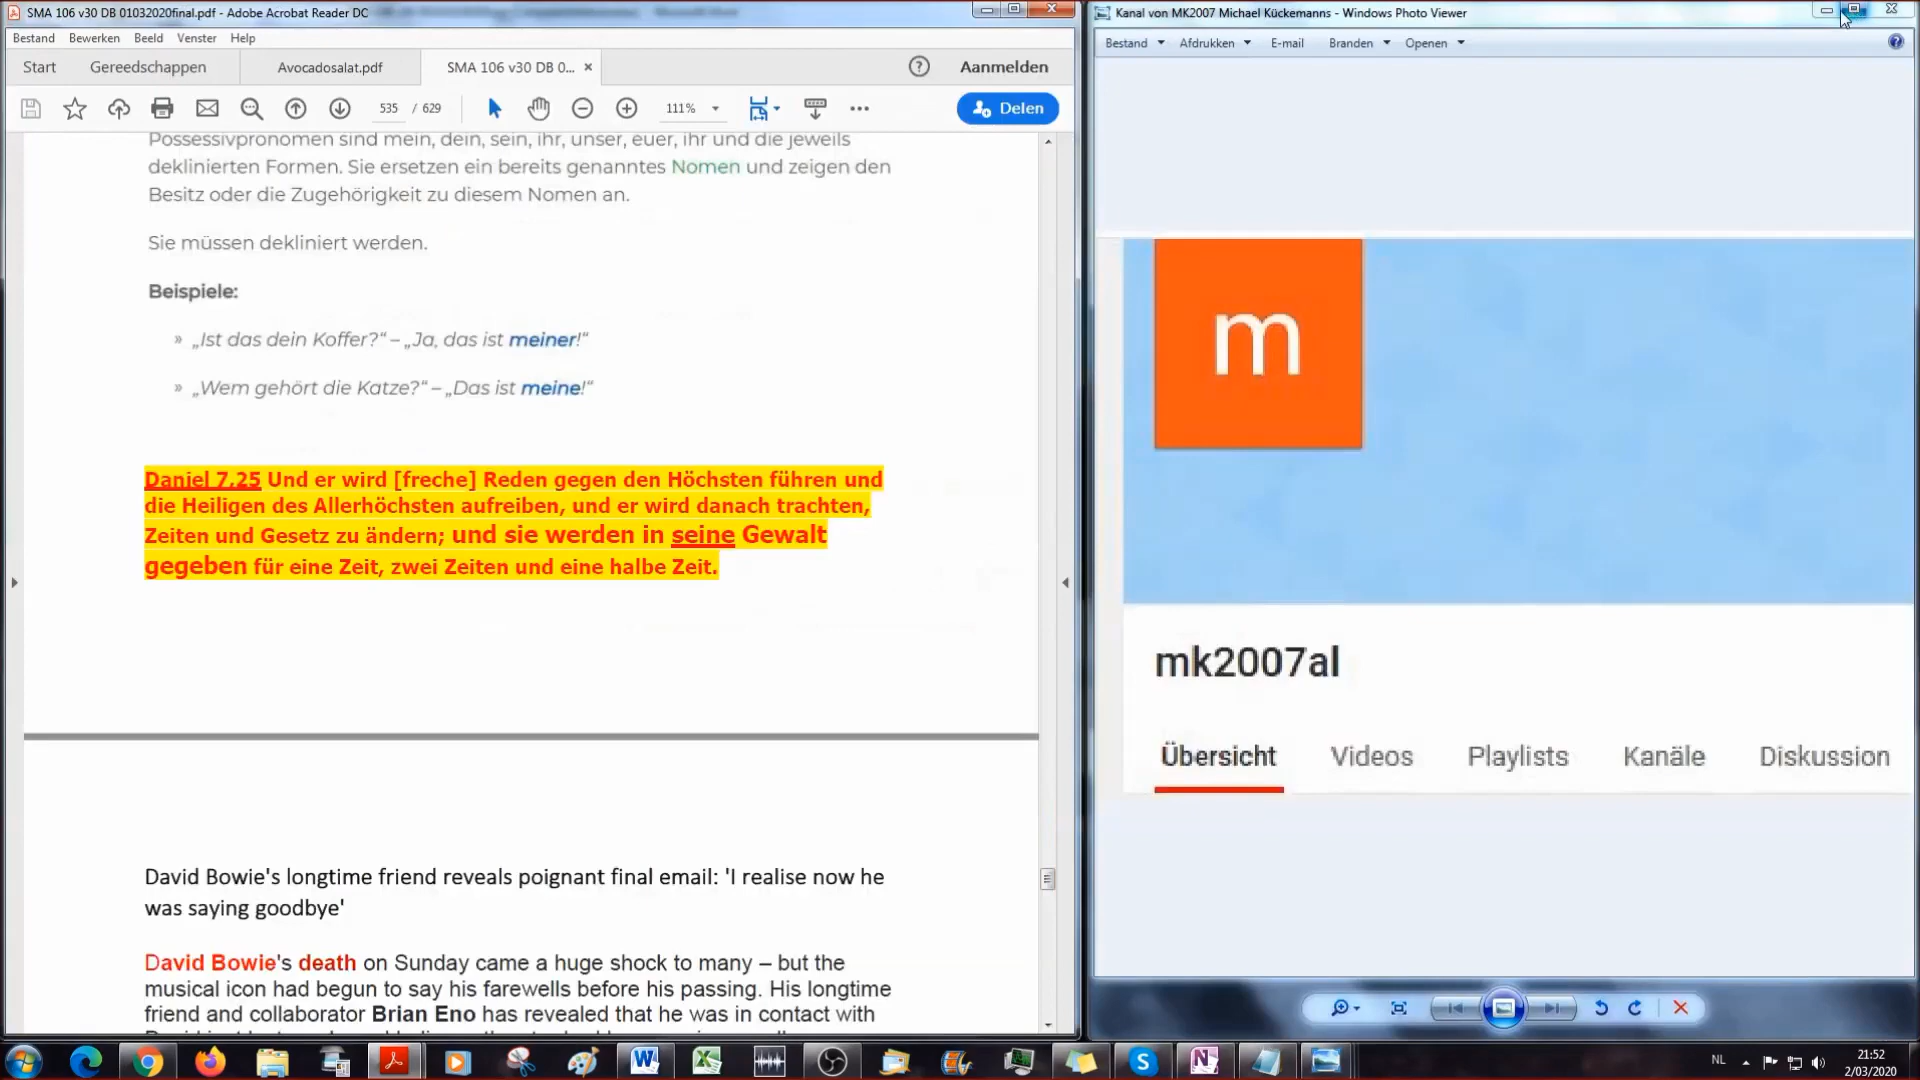 SMA 106 v30 DB 01032020final.pdf - Adobe Acrobat Reader DC
Bestand Bewerken Beeld Venster Help
Start Gereedschappen Avocadosalat.pdf SMA 106 v30 DB 0... × ? Aanmelden
535 / 629 111% Delen
Possessivpronomen sind mein, dein, sein, ihr, unser, euer, ihr und die jeweils
deklinierten Formen. Sie ersetzen ein bereits genanntes Nomen und zeigen den
Besitz oder die Zugehörigkeit zu diesem Nomen an.
Sie müssen dekliniert werden.
Beispiele:
» „Ist das dein Koffer?“ – „Ja, das ist meiner!“
» „Wem gehört die Katze?“ – „Das ist meine!“
Daniel 7,25 Und er wird [freche] Reden gegen den Höchsten führen und
die Heiligen des Allerhöchsten aufreiben, und er wird danach trachten,
Zeiten und Gesetz zu ändern; und sie werden in seine Gewalt
gegeben für eine Zeit, zwei Zeiten und eine halbe Zeit.
David Bowie's longtime friend reveals poignant final email: 'I realise now he
was saying goodbye'
David Bowie's death on Sunday came a huge shock to many – but the
musical icon had begun to say his farewells before his passing. His longtime
friend and collaborator Brian Eno has revealed that he was in contact with
Kanal von MK2007 Michael Kückemanns - Windows Photo Viewer
Bestand Afdrukken E-mail Branden Openen
m
mk2007al
Übersicht Videos Playlists Kanäle Diskussion
NL 21:52
2/03/2020